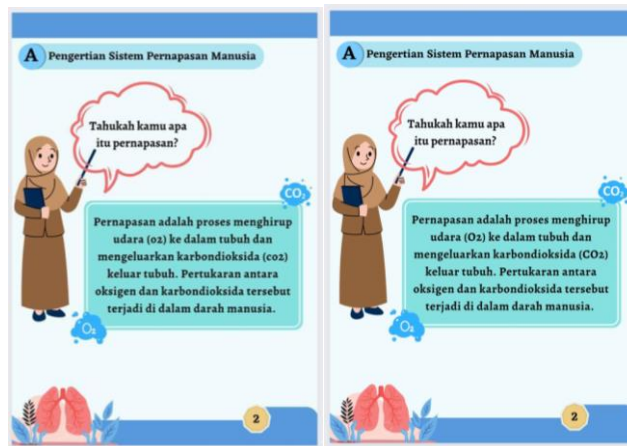 A Pengertian Sistem Pernapasan Manusia
Tahukah kamu apa
itu pernapasan?
CO₂
Pernapasan adalah proses menghirup
udara (o2) ke dalam tubuh dan
mengeluarkan karbondioksida (co2)
keluar tubuh. Pertukaran antara
oksigen dan karbondioksida tersebut
terjadi di dalam darah manusia.
O₂
2
A Pengertian Sistem Pernapasan Manusia
Tahukah kamu apa
itu pernapasan?
CO₂
Pernapasan adalah proses menghirup
udara (O2) ke dalam tubuh dan
mengeluarkan karbondioksida (CO2)
keluar tubuh. Pertukaran antara
oksigen dan karbondioksida tersebut
terjadi di dalam darah manusia.
O₂
2